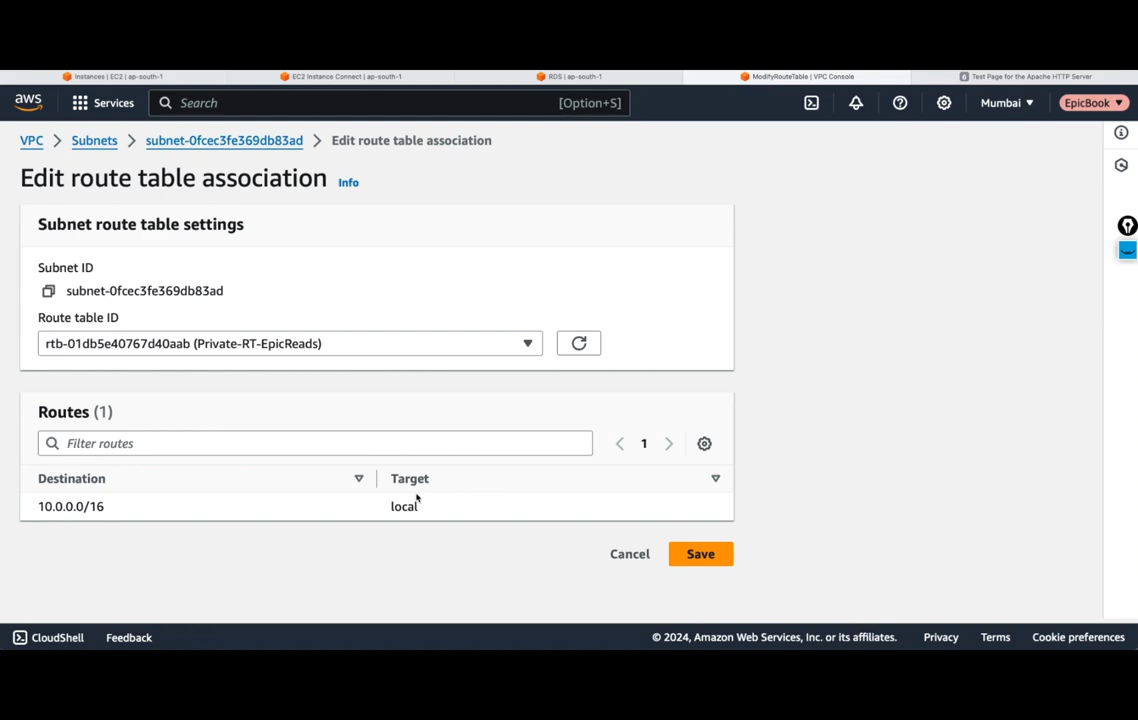 Instances | EC2 | ap-south-1
EC2 Instance Connect | ap-south-1
RDS | ap-south-1
ModifyRouteTable | VPC Console
Test Page for the Apache HTTP Server
aws
Services
Search
[Option+S]
Mumbai
EpicBook
VPC
Subnets
subnet-0fcec3fe369db83ad
Edit route table association
Edit route table association
Info
Subnet route table settings
Subnet ID
subnet-0fcec3fe369db83ad
Route table ID
rtb-01db5e40767d40aab (Private-RT-EpicReads)
Routes (1)
Filter routes
1
Destination
Target
10.0.0.0/16
local
Cancel
Save
CloudShell
Feedback
© 2024, Amazon Web Services, Inc. or its affiliates.
Privacy
Terms
Cookie preferences